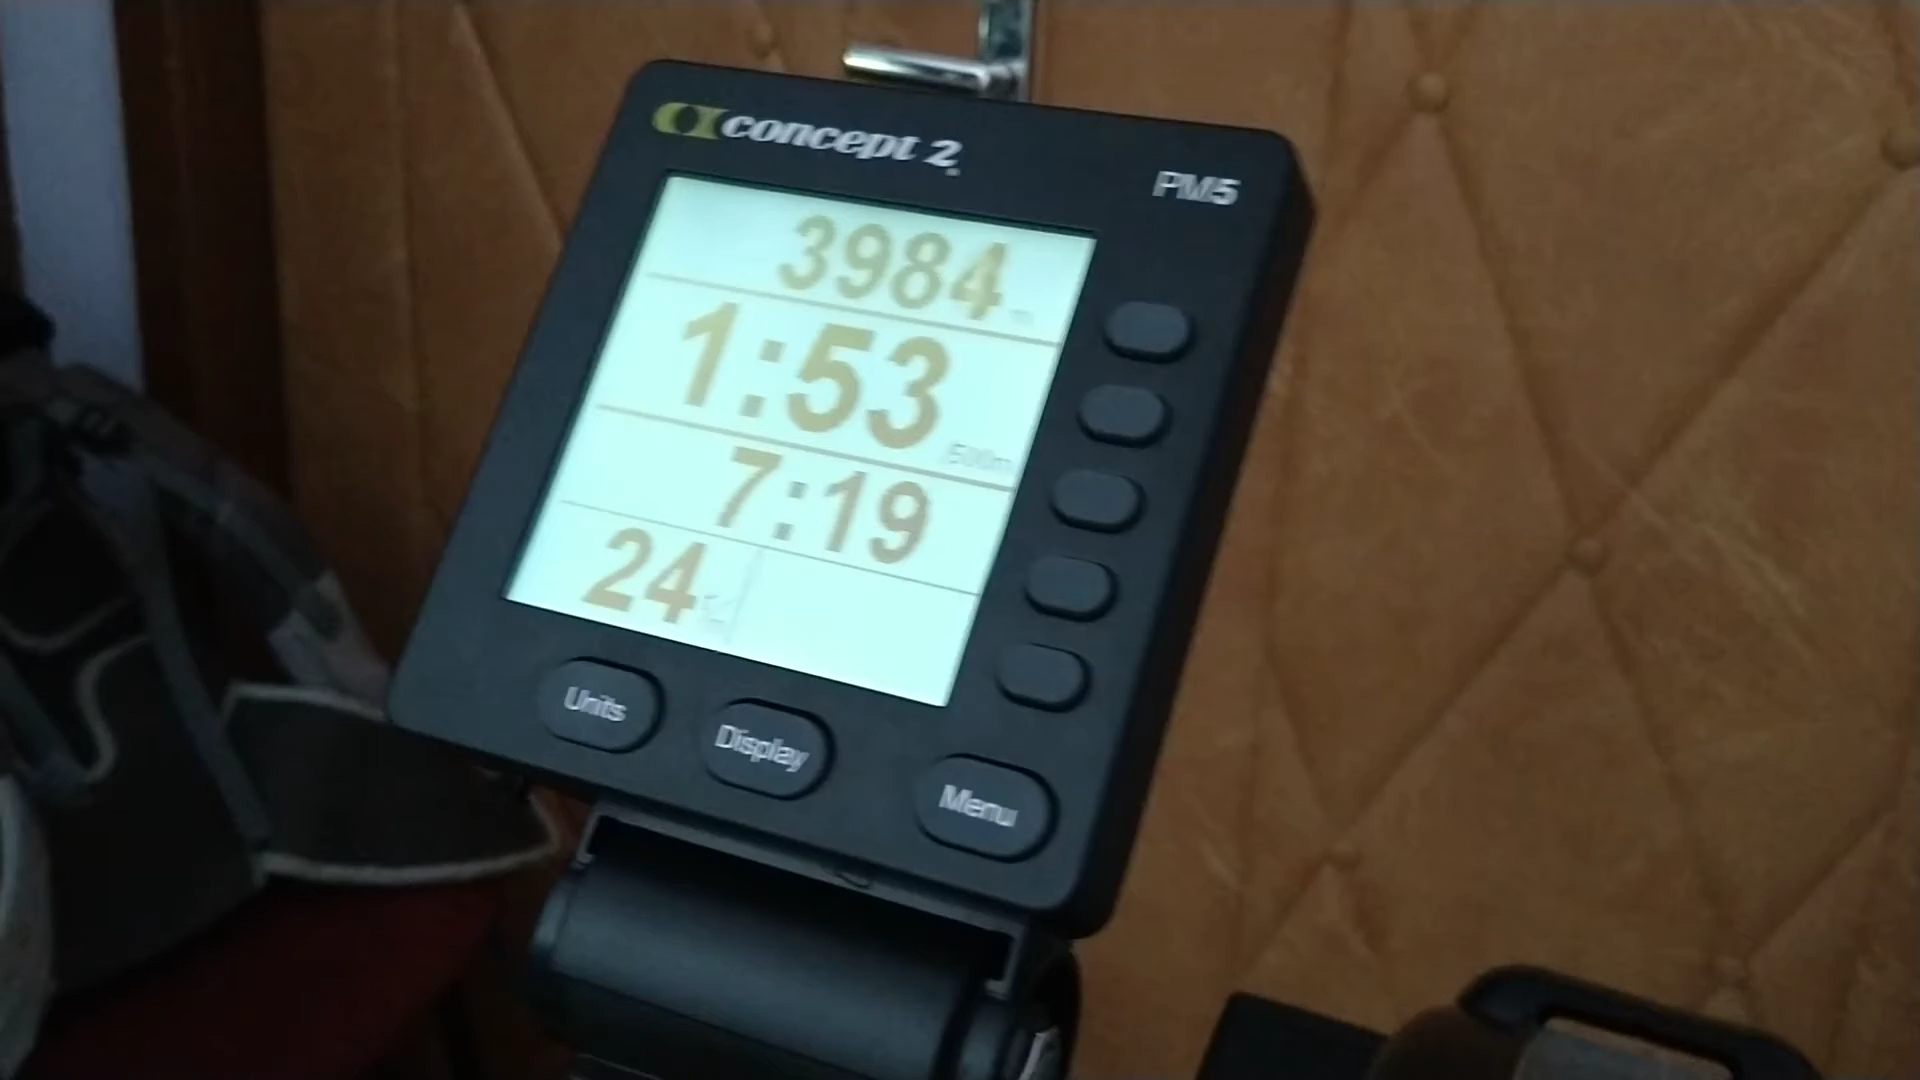 concept 2
PM5
3984 m
1:53 /500m
7:19
24
Units
Display
Menu